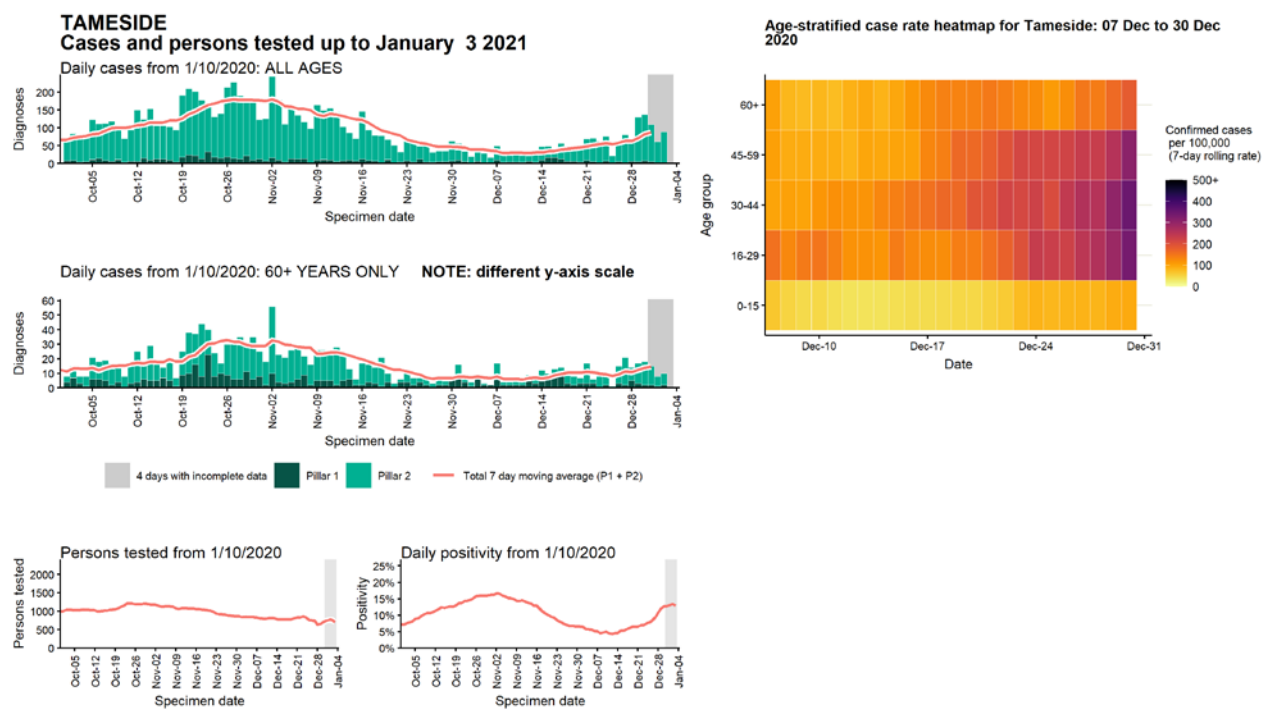 TAMESIDE
Cases and persons tested up to January 3 2021
Daily cases from 1/10/2020: ALL AGES
Diagnoses
200
150
100
50
0
Oct-05
Oct-12
Oct-19
Oct-26
Nov-02
Nov-09
Nov-16
Nov-23
Nov-30
Dec-07
Dec-14
Dec-21
Dec-28
Jan-04
Specimen date
Daily cases from 1/10/2020: 60+ YEARS ONLY NOTE: different y-axis scale
Diagnoses
60
50
40
30
20
10
0
Oct-05
Oct-12
Oct-19
Oct-26
Nov-02
Nov-09
Nov-16
Nov-23
Nov-30
Dec-07
Dec-14
Dec-21
Dec-28
Jan-04
Specimen date
4 days with incomplete data Pillar 1 Pillar 2 Total 7 day moving average (P1 + P2)
Persons tested from 1/10/2020
Persons tested
2000
1500
1000
500
0
Oct-05
Oct-12
Oct-19
Oct-26
Nov-02
Nov-09
Nov-16
Nov-23
Nov-30
Dec-07
Dec-14
Dec-21
Dec-28
Jan-04
Specimen date
Daily positivity from 1/10/2020
Positivity
25%
20%
15%
10%
5%
0%
Oct-05
Oct-12
Oct-19
Oct-26
Nov-02
Nov-09
Nov-16
Nov-23
Nov-30
Dec-07
Dec-14
Dec-21
Dec-28
Jan-04
Specimen date
Age-stratified case rate heatmap for Tameside: 07 Dec to 30 Dec
2020
Age group
60+
45-59
30-44
16-29
0-15
Dec-10
Dec-17
Dec-24
Dec-31
Date
Confirmed cases
per 100,000
(7-day rolling rate)
500+
400
300
200
100
0